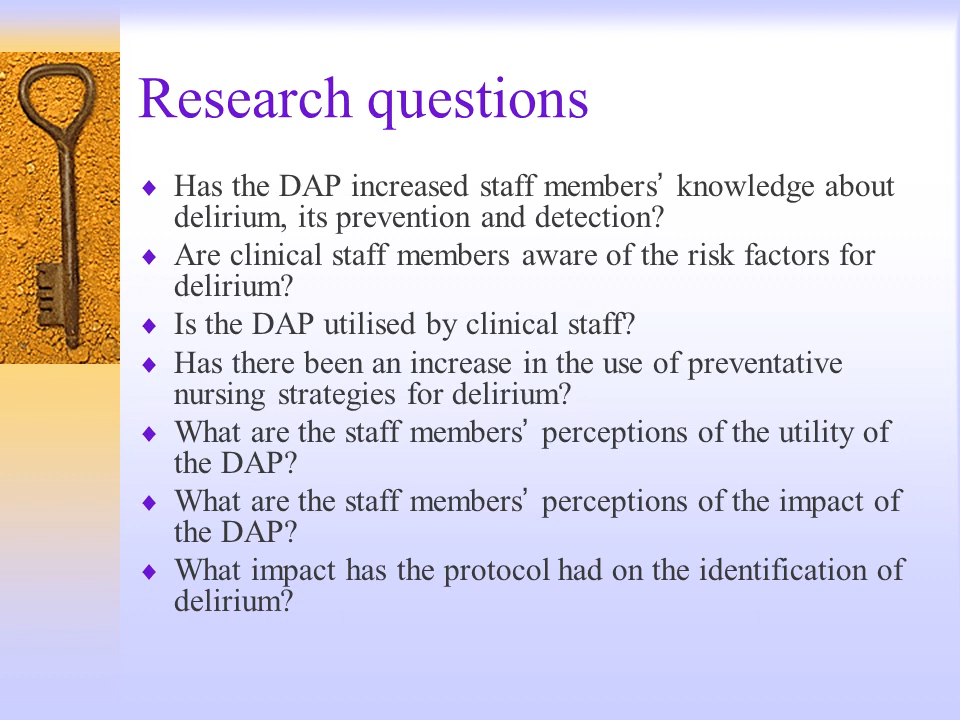 Research questions
♦ Has the DAP increased staff members’ knowledge about
delirium, its prevention and detection?
♦ Are clinical staff members aware of the risk factors for
delirium?
♦ Is the DAP utilised by clinical staff?
♦ Has there been an increase in the use of preventative
nursing strategies for delirium?
♦ What are the staff members’ perceptions of the utility of
the DAP?
♦ What are the staff members’ perceptions of the impact of
the DAP?
♦ What impact has the protocol had on the identification of
delirium?